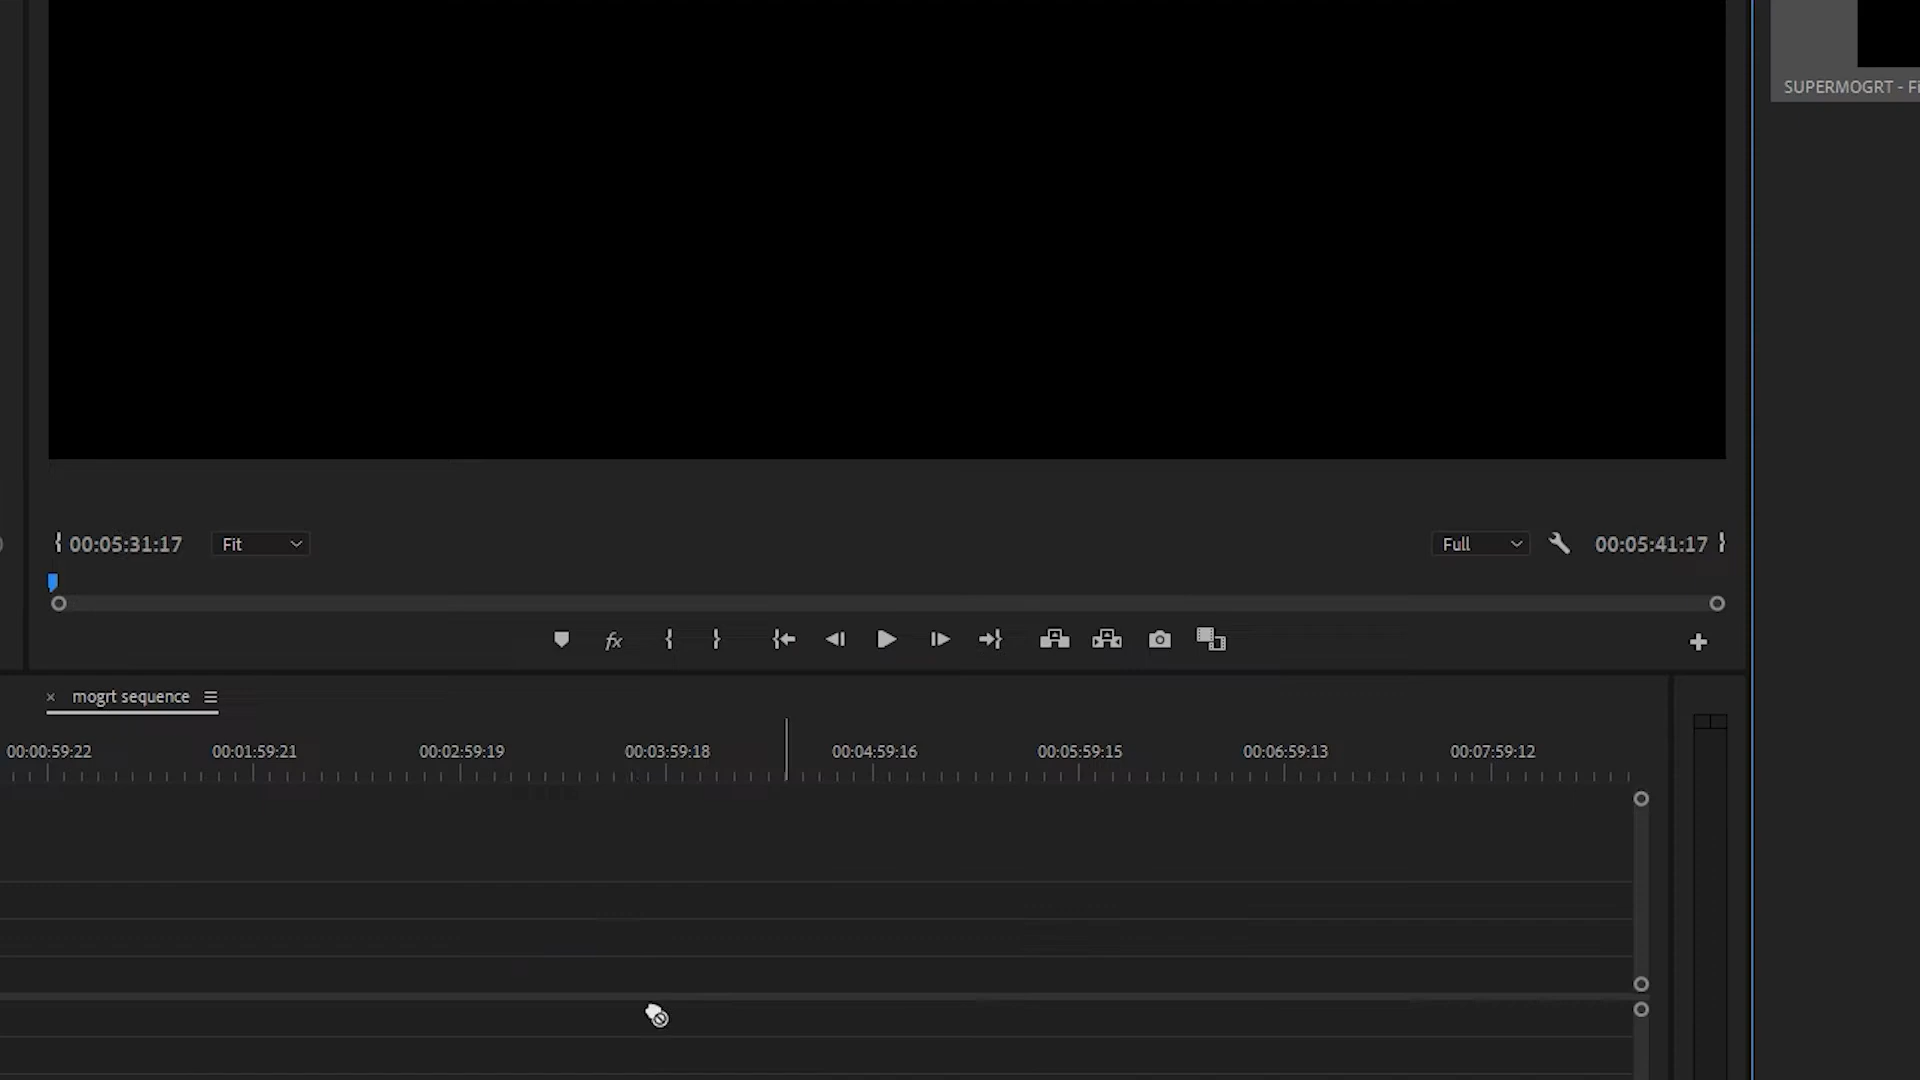 SUPERMOGRT - Fi
00:05:31:17 Fit Full 00:05:41:17
fx
mogrt sequence
00:00:59:22 00:01:59:21 00:02:59:19 00:03:59:18 00:04:59:16 00:05:59:15 00:06:59:13 00:07:59:12